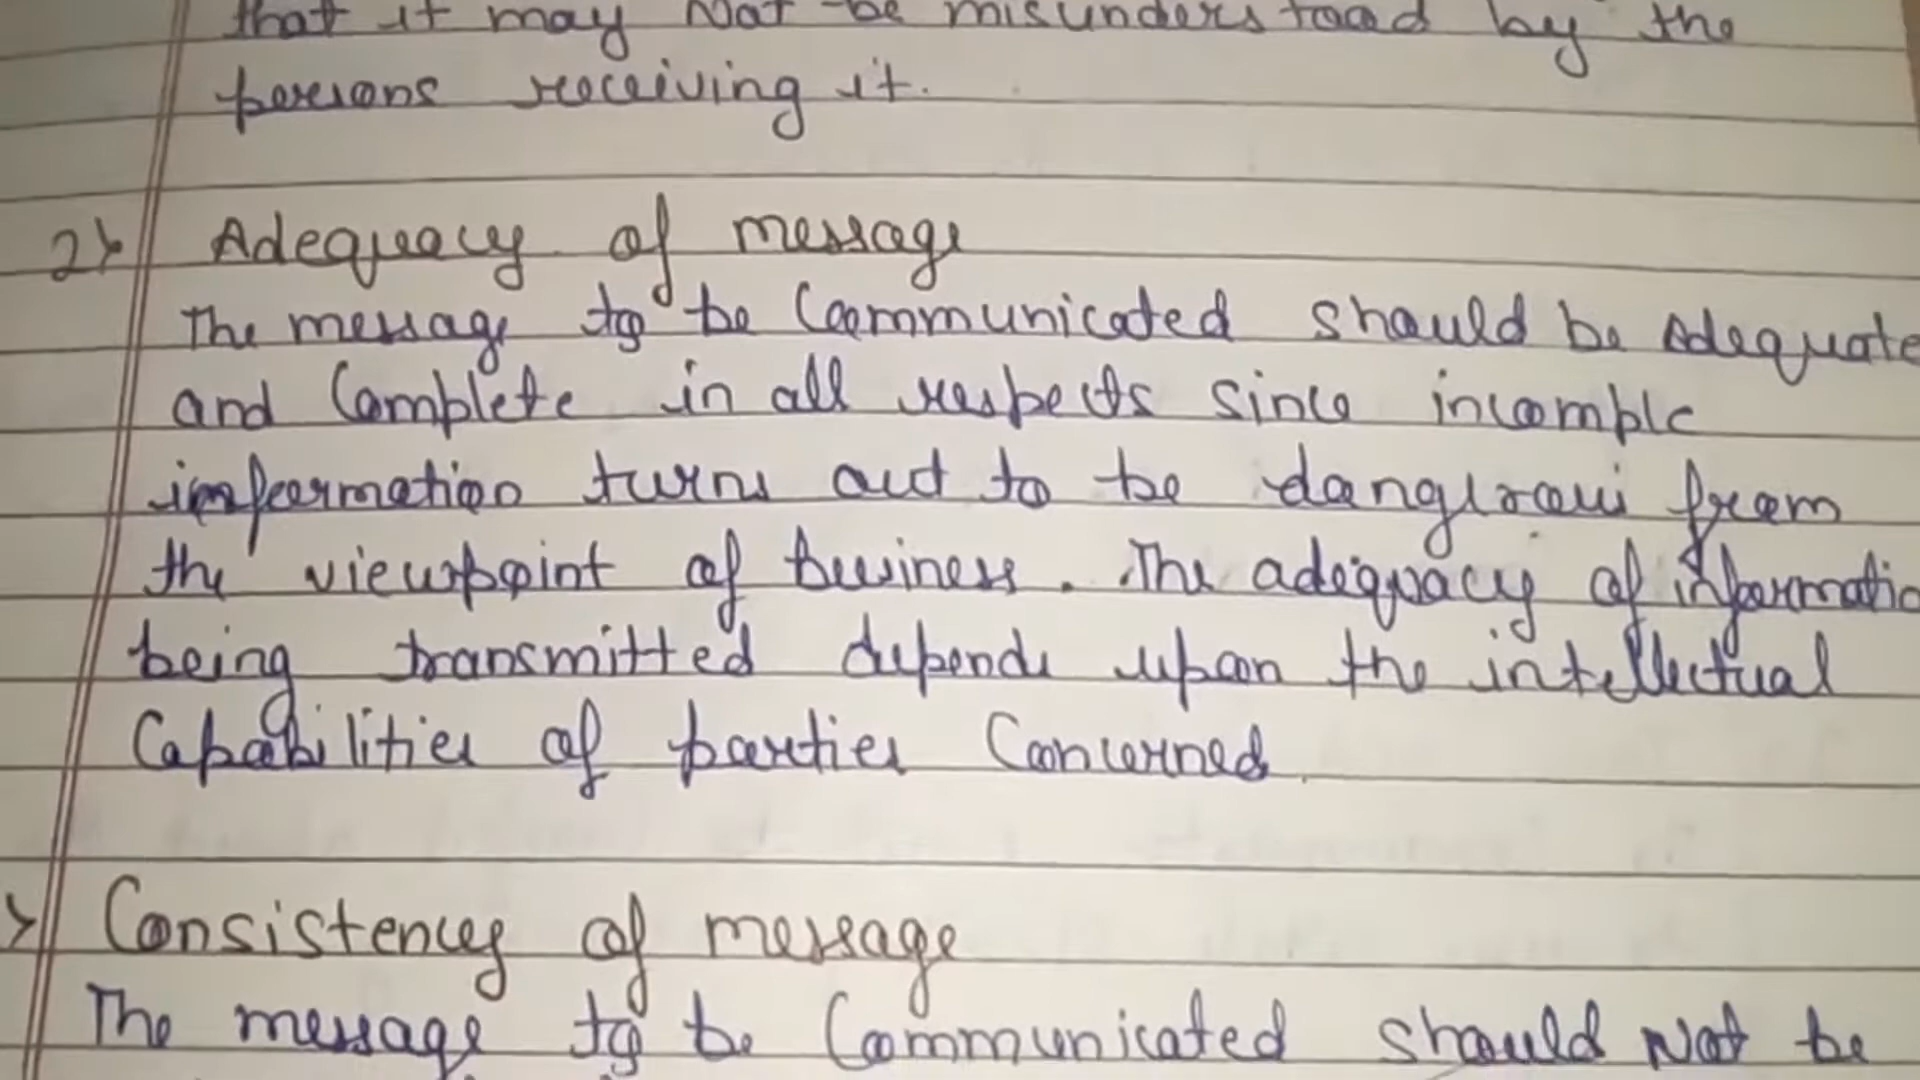 that it may Not be misunderstood by the
persons receiving it.
2) Adequacy of message
The message to be Communicated should be Adequate
and Complete in all respects since incomple
information turns out to be dangerous from
the viewpoint of business. The adequacy of informatio
being transmitted depends upon the intellectual
Capabilities of parties Concerned.
> Consistency of message
The message to be Communicated should Not be